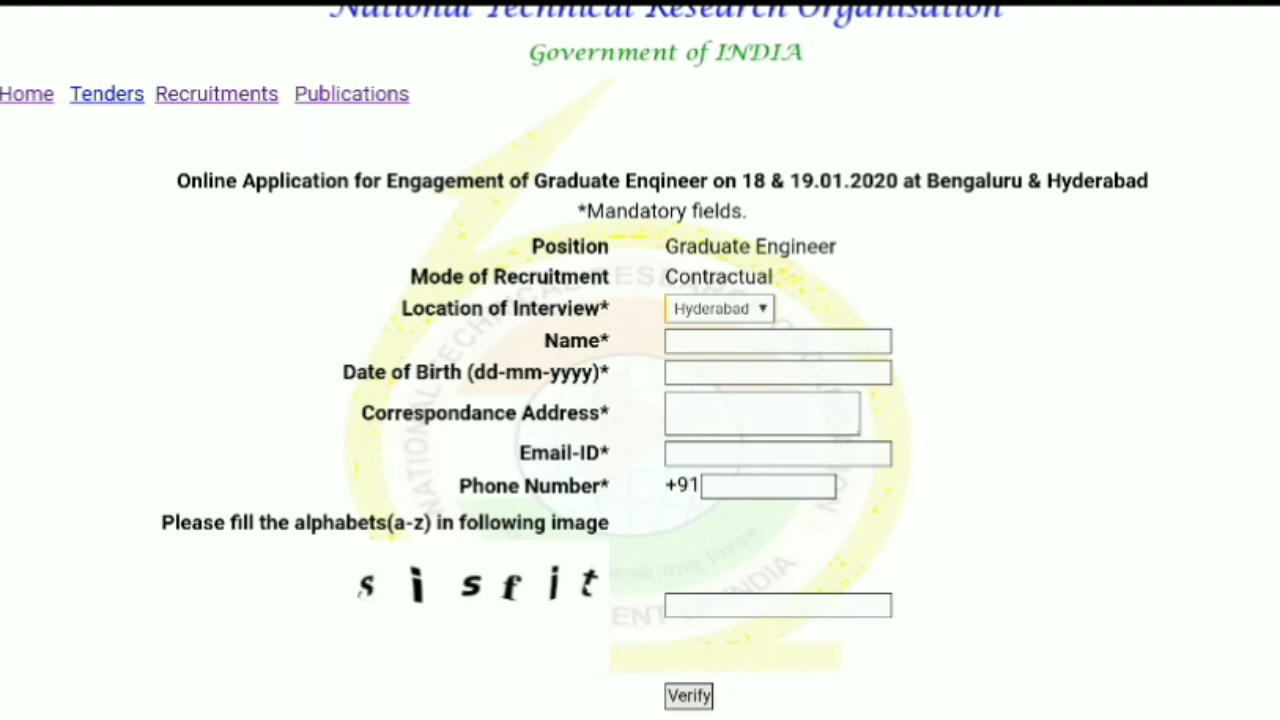 National Technical Research Organisation
Government of INDIA
Home Tenders Recruitments Publications
Online Application for Engagement of Graduate Enqineer on 18 & 19.01.2020 at Bengaluru & Hyderabad
*Mandatory fields.
Position Graduate Engineer
Mode of Recruitment Contractual
Location of Interview* Hyderabad
Name*
Date of Birth (dd-mm-yyyy)*
Correspondance Address*
Email-ID*
Phone Number* +91
Please fill the alphabets(a-z) in following image
Verify